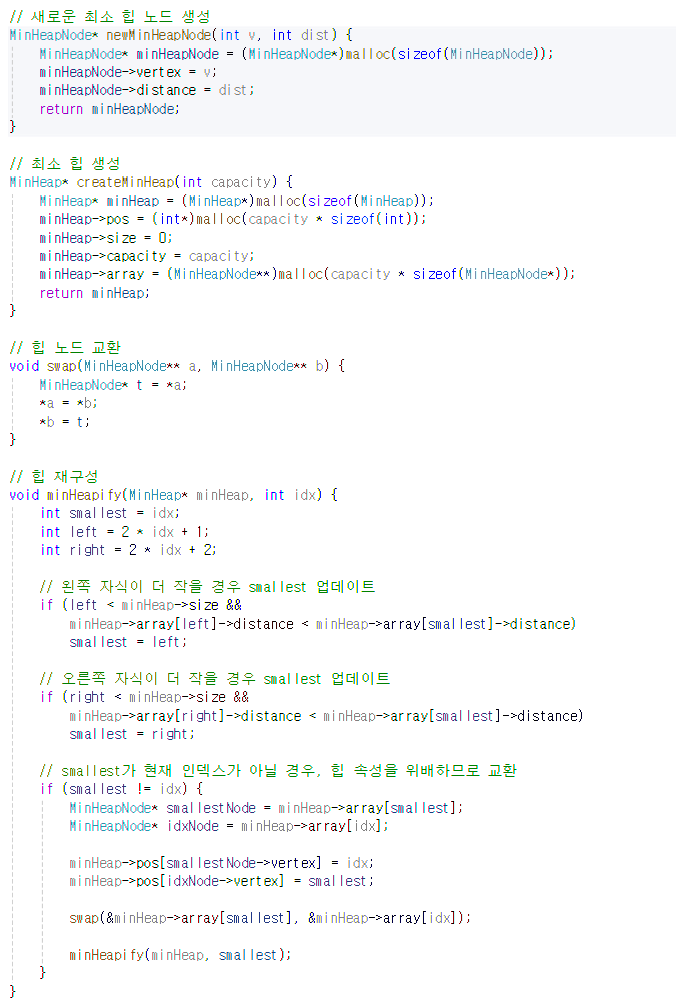 // 새로운 최소 힙 노드 생성
MinHeapNode* newMinHeapNode(int v, int dist) {
    MinHeapNode* minHeapNode = (MinHeapNode*)malloc(sizeof(MinHeapNode));
    minHeapNode->vertex = v;
    minHeapNode->distance = dist;
    return minHeapNode;
}

// 최소 힙 생성
MinHeap* createMinHeap(int capacity) {
    MinHeap* minHeap = (MinHeap*)malloc(sizeof(MinHeap));
    minHeap->pos = (int*)malloc(capacity * sizeof(int));
    minHeap->size = 0;
    minHeap->capacity = capacity;
    minHeap->array = (MinHeapNode**)malloc(capacity * sizeof(MinHeapNode*));
    return minHeap;
}

// 힙 노드 교환
void swap(MinHeapNode** a, MinHeapNode** b) {
    MinHeapNode* t = *a;
    *a = *b;
    *b = t;
}

// 힙 재구성
void minHeapify(MinHeap* minHeap, int idx) {
    int smallest = idx;
    int left = 2 * idx + 1;
    int right = 2 * idx + 2;

    // 왼쪽 자식이 더 작을 경우 smallest 업데이트
    if (left < minHeap->size &&
        minHeap->array[left]->distance < minHeap->array[smallest]->distance)
        smallest = left;

    // 오른쪽 자식이 더 작을 경우 smallest 업데이트
    if (right < minHeap->size &&
        minHeap->array[right]->distance < minHeap->array[smallest]->distance)
        smallest = right;

    // smallest가 현재 인덱스가 아닐 경우, 힙 속성을 위배하므로 교환
    if (smallest != idx) {
        MinHeapNode* smallestNode = minHeap->array[smallest];
        MinHeapNode* idxNode = minHeap->array[idx];

        minHeap->pos[smallestNode->vertex] = idx;
        minHeap->pos[idxNode->vertex] = smallest;

        swap(&minHeap->array[smallest], &minHeap->array[idx]);

        minHeapify(minHeap, smallest);
    }
}